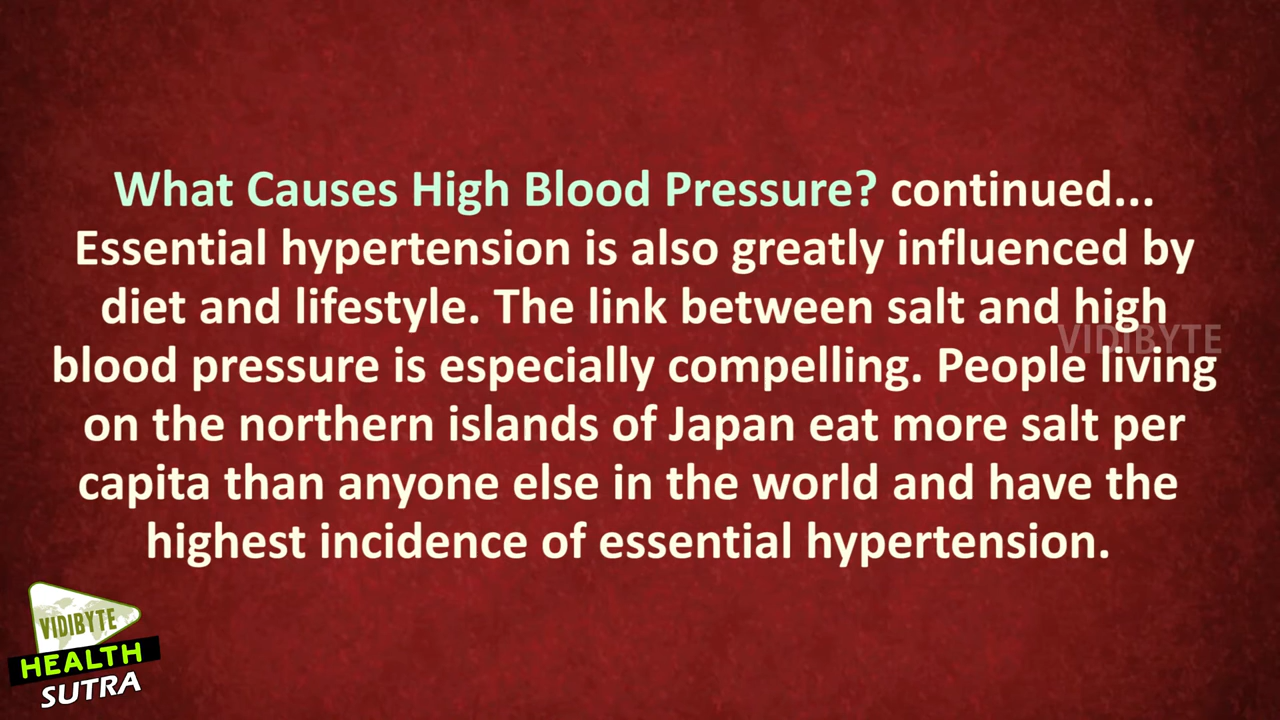 What Causes High Blood Pressure? continued...
Essential hypertension is also greatly influenced by
diet and lifestyle. The link between salt and high
blood pressure is especially compelling. People living
on the northern islands of Japan eat more salt per
capita than anyone else in the world and have the
highest incidence of essential hypertension.
VIDIBYTE
VIDIBYTE
HEALTH
SUTRA